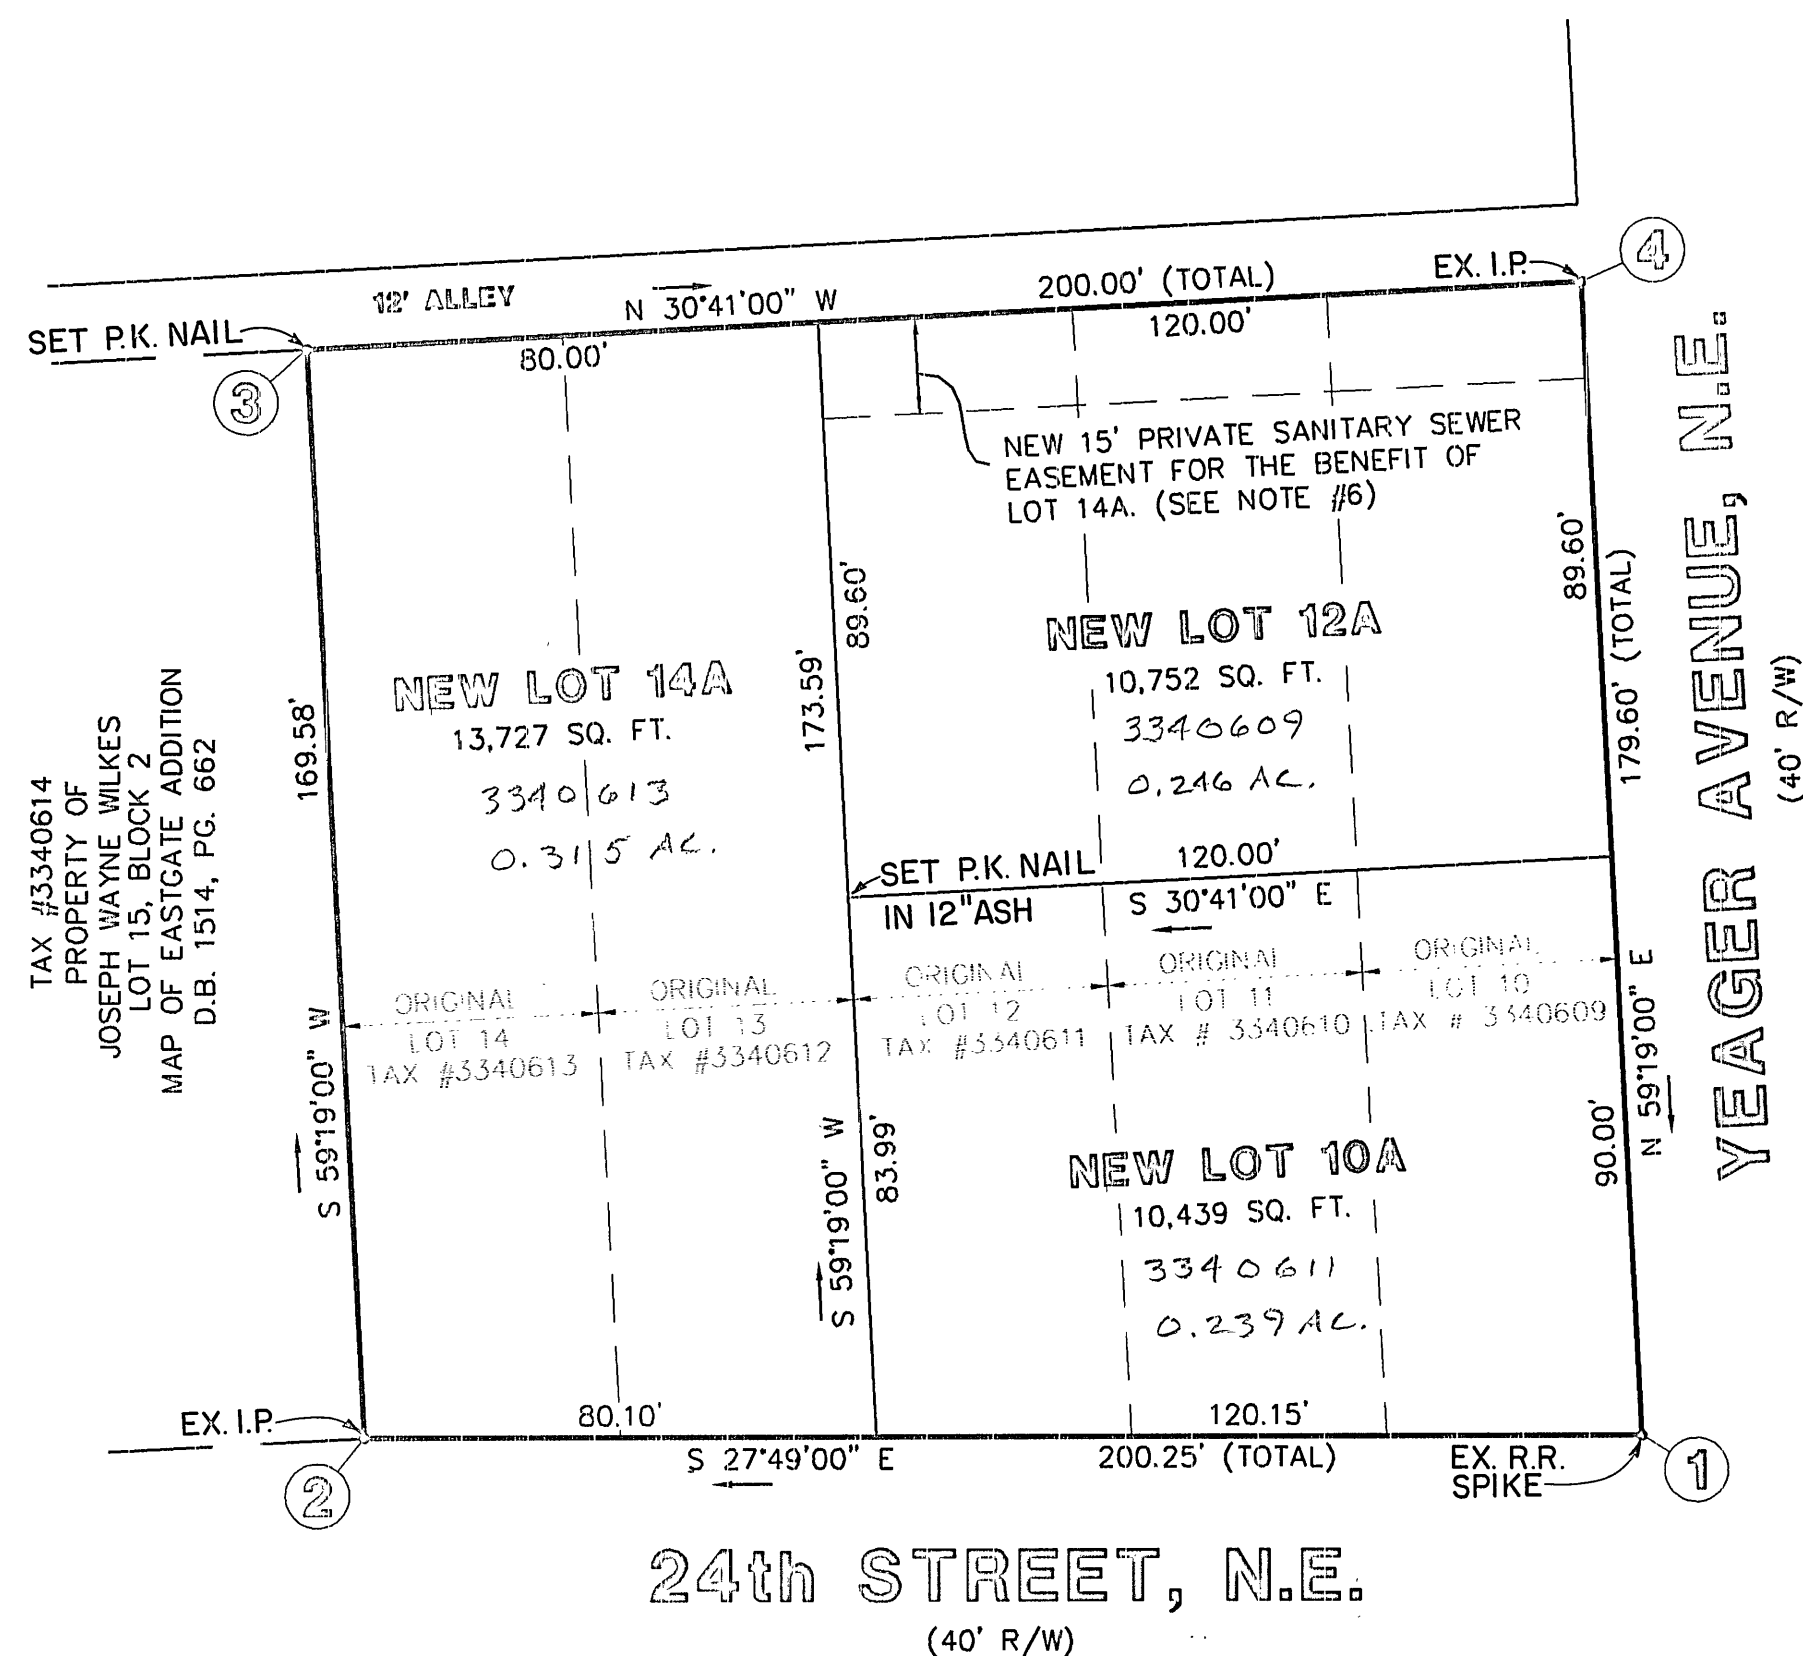 12' ALLEY
N 30°41'00" W
200.00' (TOTAL)
EX. I.P.
4
SET P.K. NAIL
80.00'
120.00'
3
NEW 15' PRIVATE SANITARY SEWER
EASEMENT FOR THE BENEFIT OF
LOT 14A. (SEE NOTE #6)
89.60'
89.60'
179.60' (TOTAL)
YEAGER AVENUE, N.E.
(40' R/W)
NEW LOT 12A
10,752 SQ. FT.
3340609
0.246 AC.
NEW LOT 14A
13,727 SQ. FT.
3340613
0.315 AC.
169.58'
173.59'
TAX #3340614
PROPERTY OF
JOSEPH WAYNE WILKES
LOT 15, BLOCK 2
MAP OF EASTGATE ADDITION
D.B. 1514, PG. 662
SET P.K. NAIL
IN 12" ASH
120.00'
S 30°41'00" E
ORIGINAL
LOT 14
TAX #3340613
ORIGINAL
LOT 13
TAX #3340612
ORIGINAL
LOT 12
TAX #3340611
ORIGINAL
LOT 11
TAX # 3340610
ORIGINAL
LOT 10
TAX # 3340609
S 59°19'00" W
S 59°19'00" W
83.99'
90.00'
N 59°19'00" E
NEW LOT 10A
10,439 SQ. FT.
3340611
0.239 AC.
EX. I.P.
80.10'
120.15'
2
S 27°49'00" E
200.25' (TOTAL)
EX. R.R.
SPIKE
1
24th STREET, N.E.
(40' R/W)